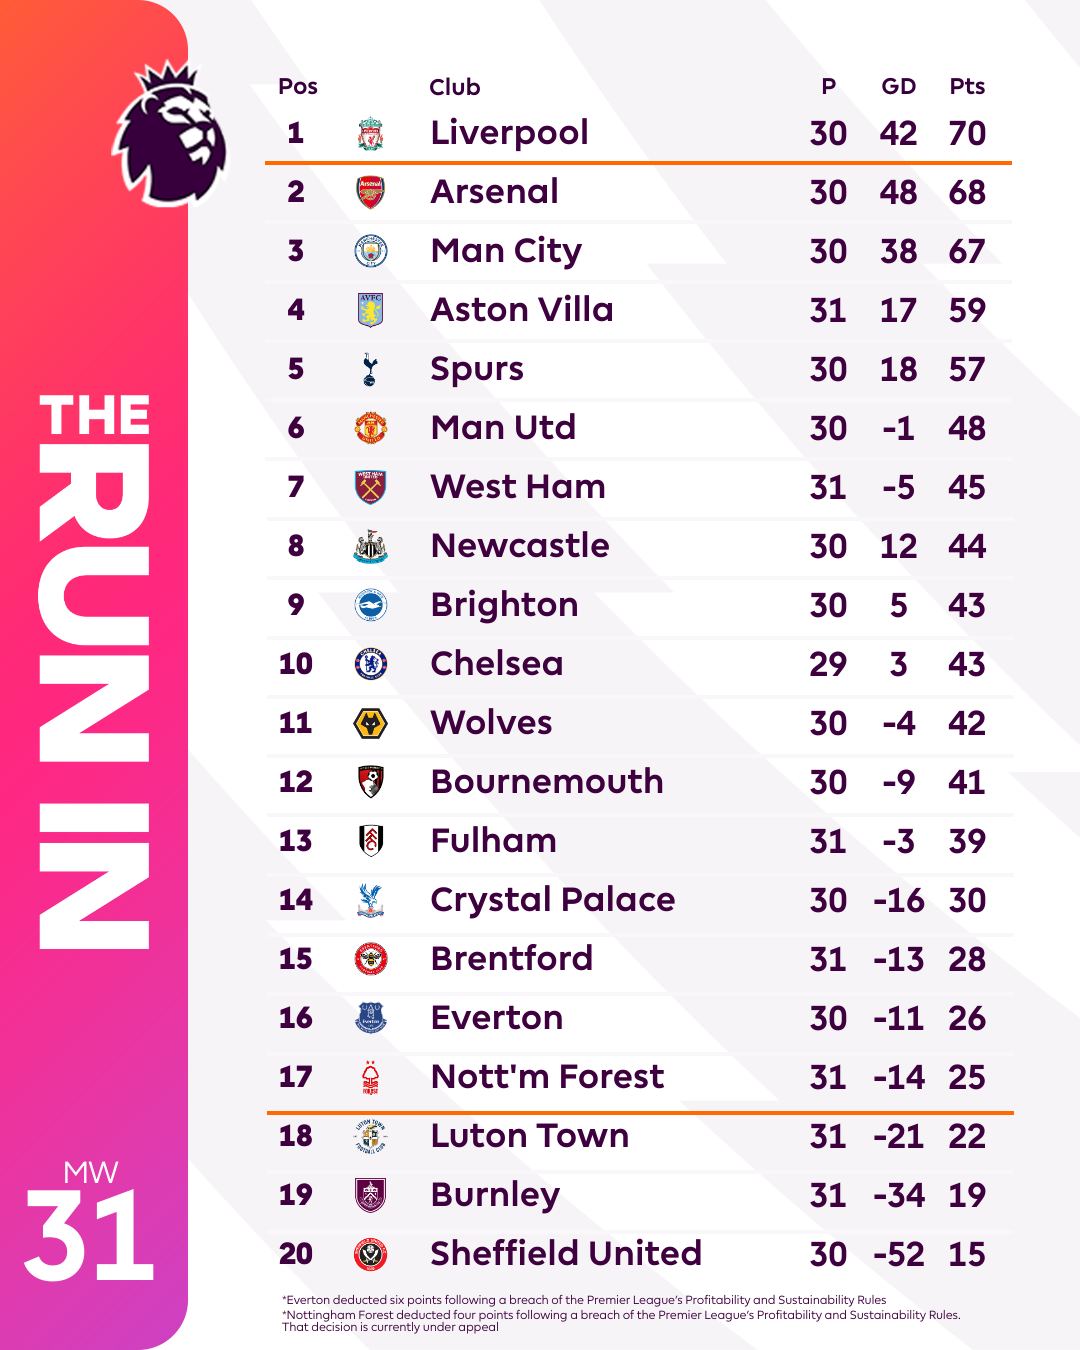 THE
RUN IN
MW
31
Pos Club P GD Pts
1 Liverpool 30 42 70
2 Arsenal 30 48 68
3 Man City 30 38 67
4 Aston Villa 31 17 59
5 Spurs 30 18 57
6 Man Utd 30 -1 48
7 West Ham 31 -5 45
8 Newcastle 30 12 44
9 Brighton 30 5 43
10 Chelsea 29 3 43
11 Wolves 30 -4 42
12 Bournemouth 30 -9 41
13 Fulham 31 -3 39
14 Crystal Palace 30 -16 30
15 Brentford 31 -13 28
16 Everton 30 -11 26
17 Nott'm Forest 31 -14 25
18 Luton Town 31 -21 22
19 Burnley 31 -34 19
20 Sheffield United 30 -52 15
*Everton deducted six points following a breach of the Premier League's Profitability and Sustainability Rules
*Nottingham Forest deducted four points following a breach of the Premier League's Profitability and Sustainability Rules.
That decision is currently under appeal